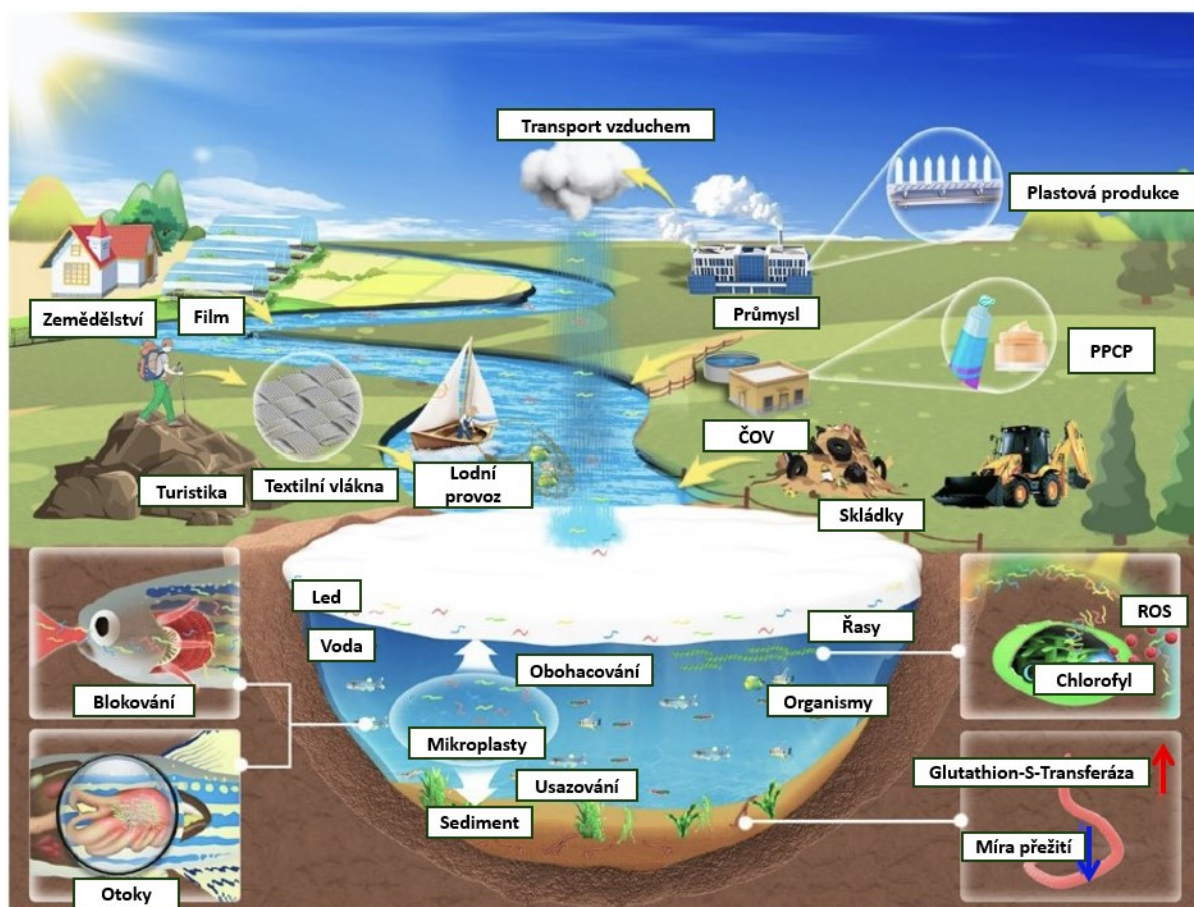 Transport vzduchem
Plastová produkce
Zemědělství
Film
Průmysl
PPCP
ČOV
Turistika
Textilní vlákna
Lodní
provoz
Skládky
Led
Voda
Řasy
ROS
Obohacování
Chlorofyl
Blokování
Organismy
Mikroplasty
Glutathion-S-Transferáza
Usazování
Sediment
Míra přežití
Otoky